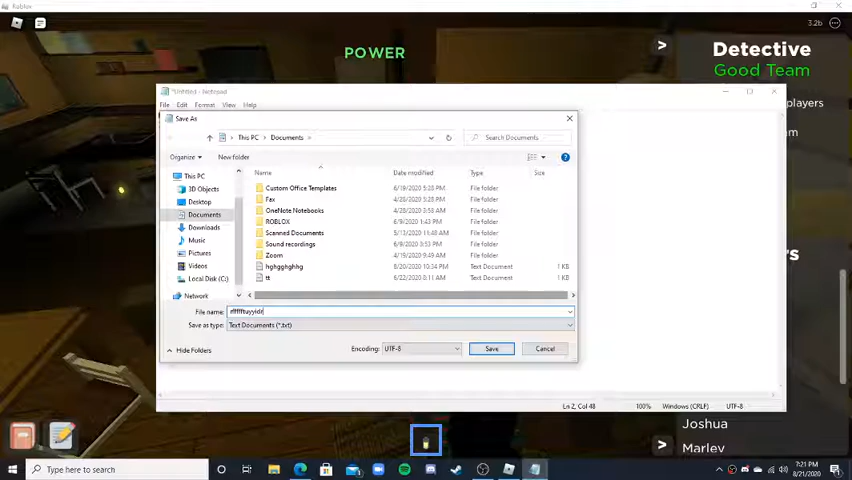 Roblox
3.2b
POWER
Detective
Good Team
players
*Untitled - Notepad
File Edit Format View Help
Save As
This PC > Documents >
Search Documents
Organize
New folder
This PC
3D Objects
Desktop
Documents
Downloads
Music
Pictures
Videos
Local Disk (C:)
Network
Name Date modified Type Size
Custom Office Templates 6/19/2020 5:28 PM File folder
Fax 4/28/2020 3:28 PM File folder
OneNote Notebooks 4/28/2020 3:53 AM File folder
ROBLOX 6/9/2020 1:43 PM File folder
Scanned Documents 5/13/2020 11:48 AM File folder
Sound recordings 6/9/2020 3:53 PM File folder
Zoom 4/19/2020 9:49 AM File folder
hghgghghhg 8/20/2020 10:34 PM Text Document 1 KB
tt 6/22/2020 8:11 AM Text Document 1 KB
File name:
Save as type: Text Documents (*.txt)
Hide Folders
Encoding: UTF-8
Save
Cancel
Ln 2, Col 48 100% Windows (CRLF) UTF-8
Joshua
Marley
Type here to search
7:21 PM
8/21/2020